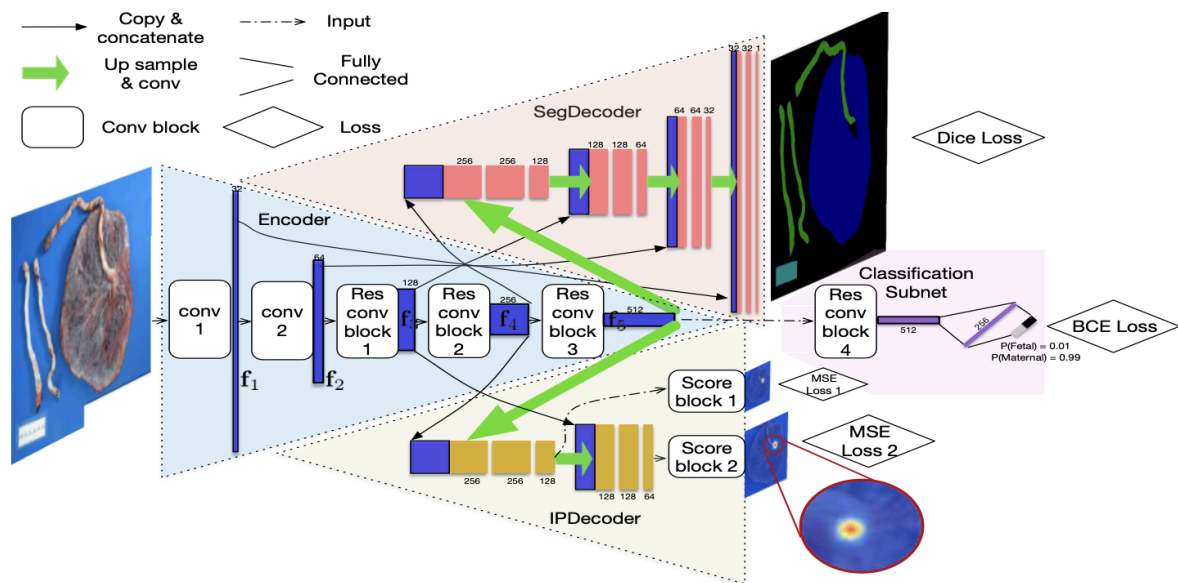 Copy &
concatenate
Input
Up sample
& conv
Fully
Connected
Conv block
Loss
SegDecoder
256
256
128
128
128
64
64
64
32
32
32
1
Dice Loss
Encoder
32
conv
1
f1
conv
2
64
f2
Res
conv
block
1
128
f3
Res
conv
block
2
256
f4
Res
conv
block
3
512
f5
Classification
Subnet
Res
conv
block
4
512
256
P(Fetal) = 0.01
P(Maternal) = 0.99
BCE Loss
Score
block 1
MSE
Loss 1
Score
block 2
MSE
Loss 2
256
256
128
128
128
64
IPDecoder